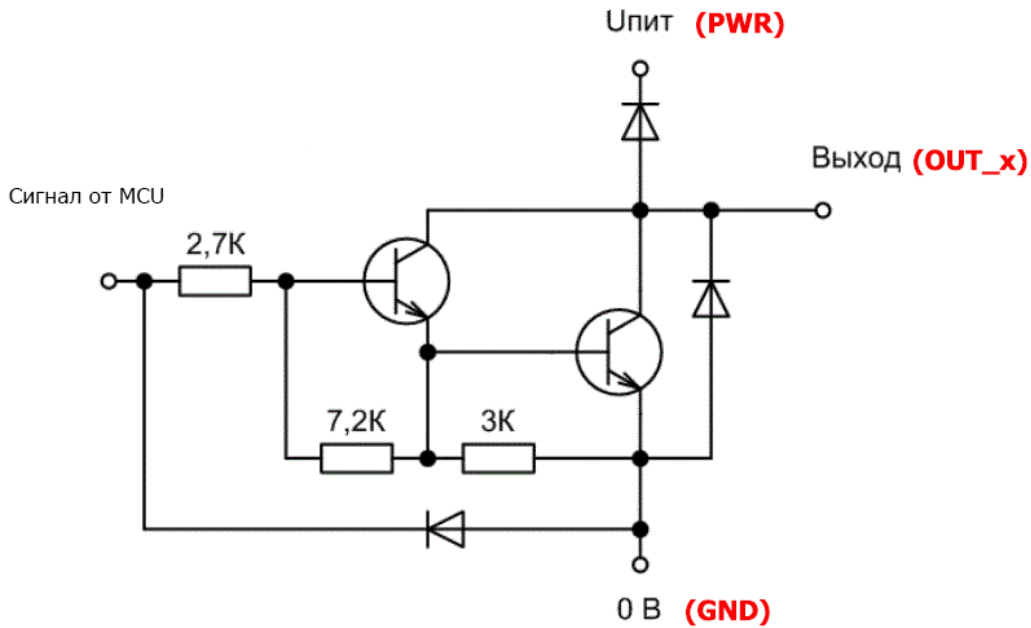 Uпит (PWR)
Выход (OUT_x)
Сигнал от MCU
2,7К
7,2К
3К
0 В (GND)